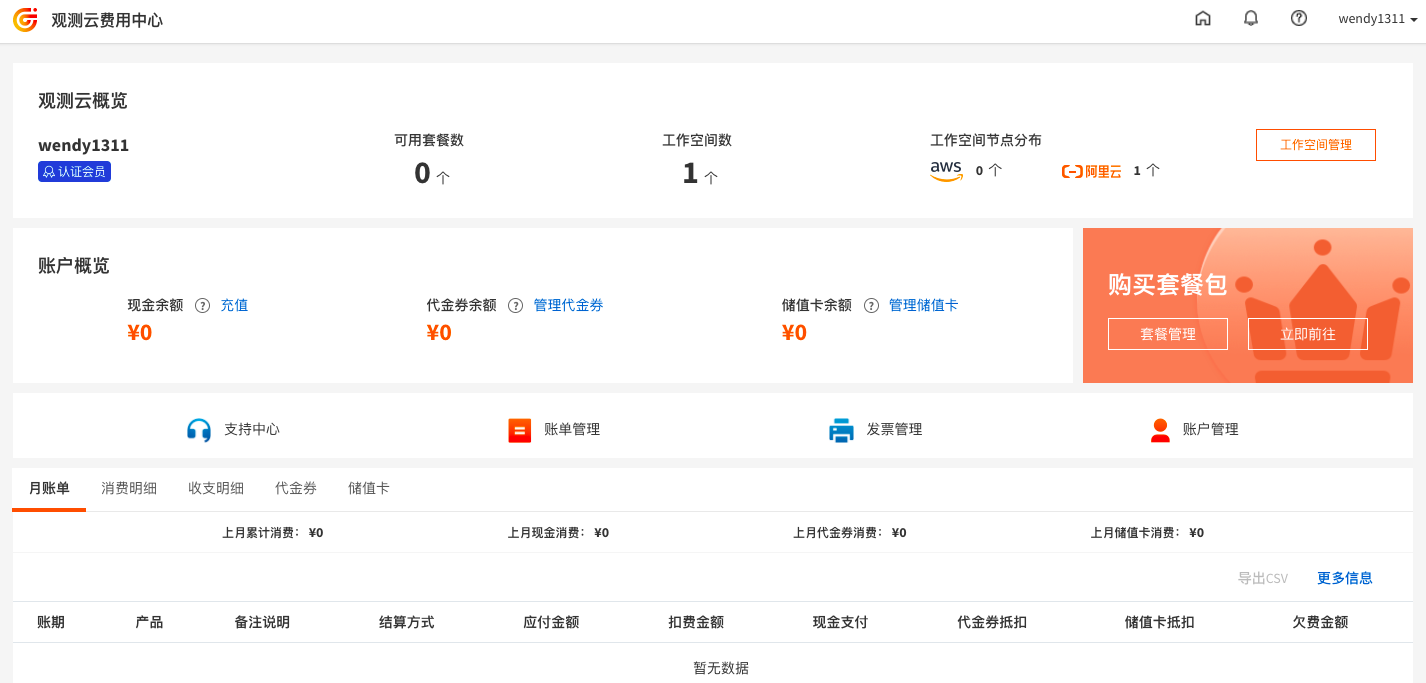 观测云费用中心
wendy1311
观测云概览
wendy1311
认证会员
可用套餐数
0 个
工作空间数
1 个
工作空间节点分布
aws 0 个
阿里云 1 个
工作空间管理
账户概览
现金余额 ? 充值
¥0
代金券余额 ? 管理代金券
¥0
储值卡余额 ? 管理储值卡
¥0
购买套餐包
套餐管理 立即前往
支持中心 账单管理 发票管理 账户管理
月账单 消费明细 收支明细 代金券 储值卡
上月累计消费： ¥0 上月现金消费： ¥0 上月代金券消费： ¥0 上月储值卡消费： ¥0
导出CSV 更多信息
账期 产品 备注说明 结算方式 应付金额 扣费金额 现金支付 代金券抵扣 储值卡抵扣 欠费金额
暂无数据